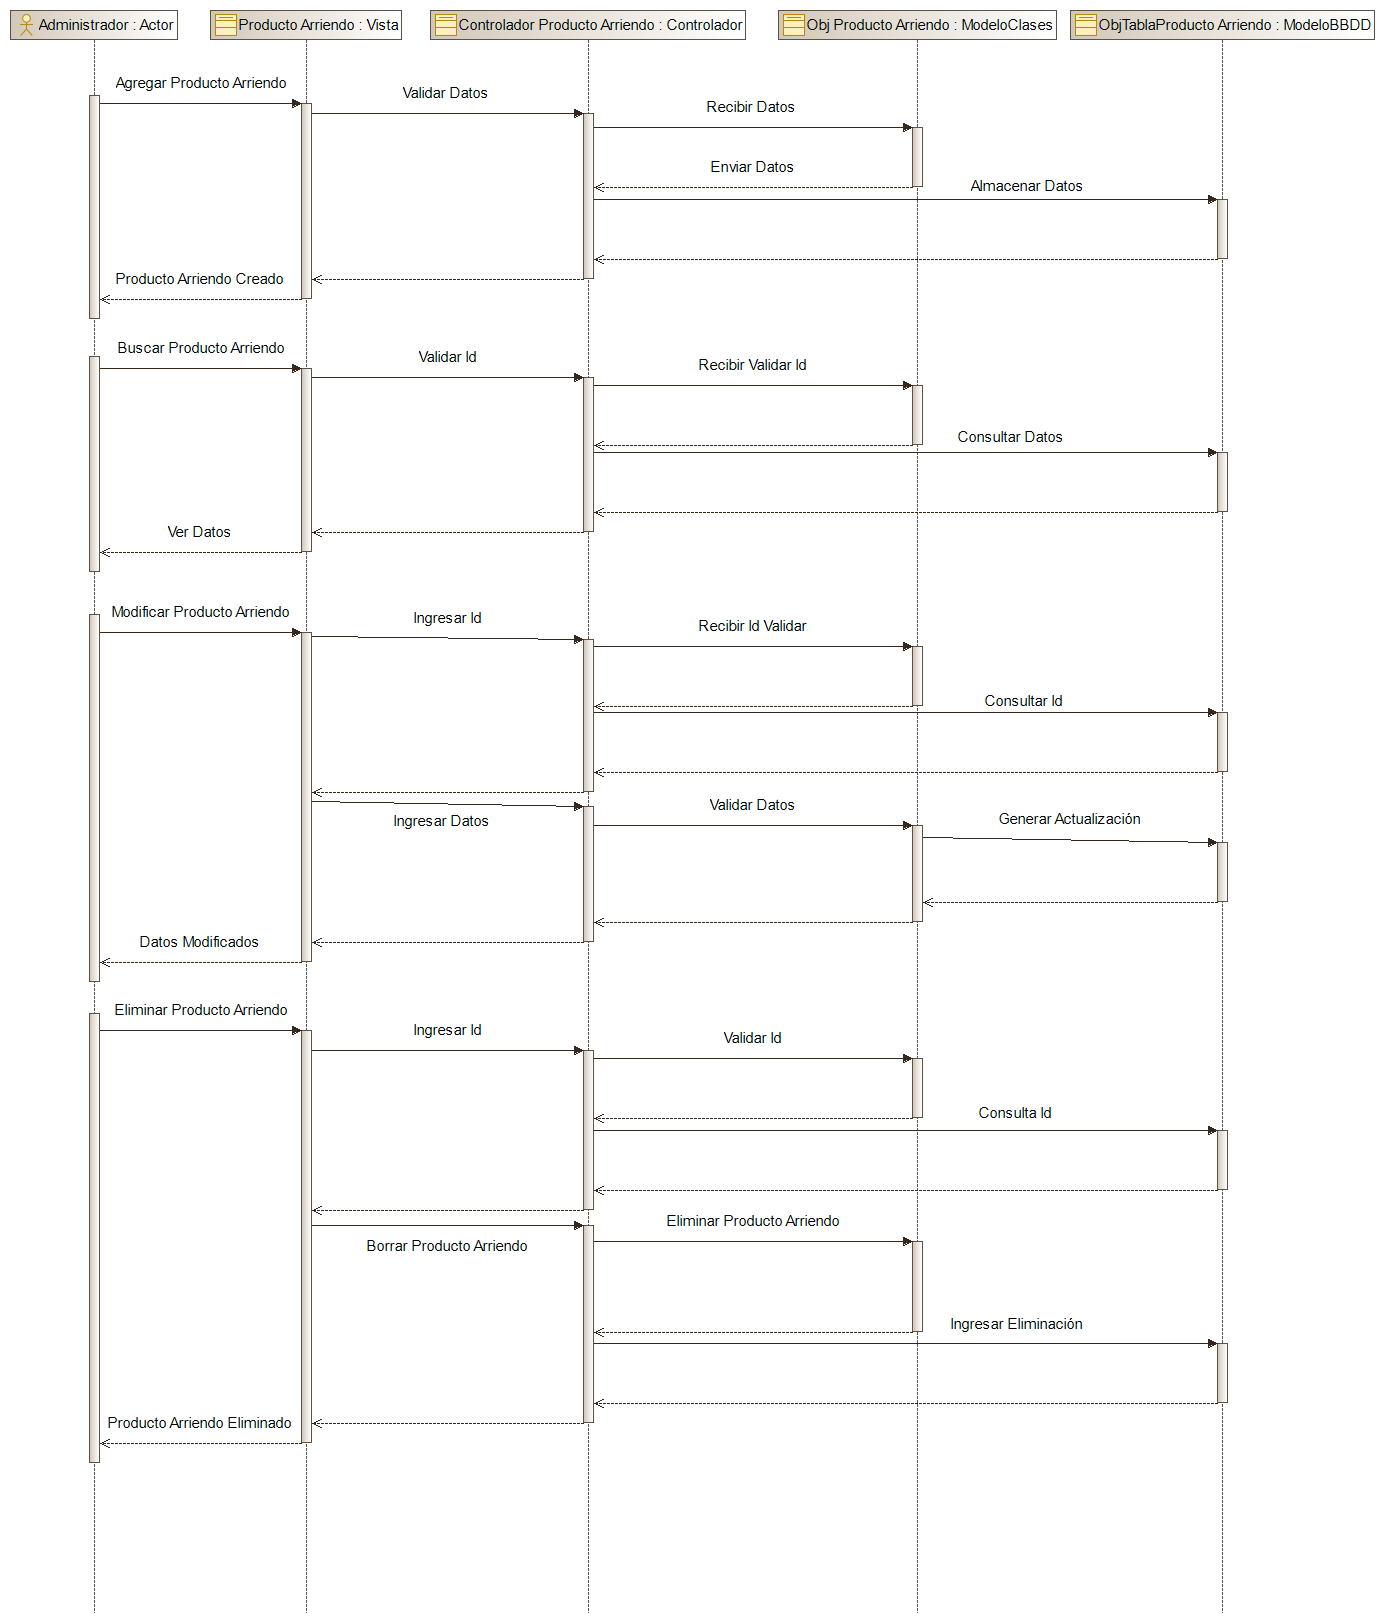 Administrador : Actor
Producto Arriendo : Vista
Controlador Producto Arriendo : Controlador
Obj Producto Arriendo : ModeloClases
ObjTablaProducto Arriendo : ModeloBBDD
Agregar Producto Arriendo
Validar Datos
Recibir Datos
Enviar Datos
Almacenar Datos
Producto Arriendo Creado
Buscar Producto Arriendo
Validar Id
Recibir Validar Id
Consultar Datos
Ver Datos
Modificar Producto Arriendo
Ingresar Id
Recibir Id Validar
Consultar Id
Ingresar Datos
Validar Datos
Generar Actualización
Datos Modificados
Eliminar Producto Arriendo
Ingresar Id
Validar Id
Consulta Id
Eliminar Producto Arriendo
Borrar Producto Arriendo
Ingresar Eliminación
Producto Arriendo Eliminado